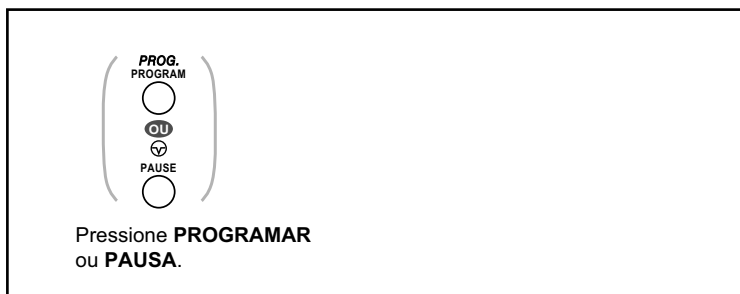 PROG.
PROGRAM
OU
PAUSE
Pressione PROGRAMAR
ou PAUSA.